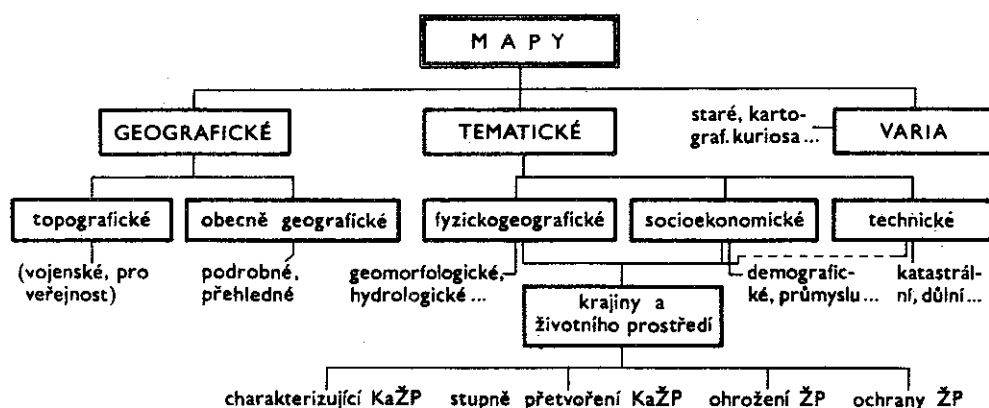 MAPY
GEOGRAFICKÉ
TEMATICKÉ
staré, karto-
graf. kuriosa ...
VARIA
topografické
obecně geografické
fyzickogeografické
socioekonomické
technické
(vojenské, pro
veřejnost)
podrobné,
přehledné
geomorfologické,
hydrologické ...
demografic-
ké, průmyslu ...
katastrál-
ní, důlní ...
krajiny a
životního prostředí
charakterizující KaŽP
stupně přetvoření KaŽP
ohrožení ŽP
ochrany ŽP